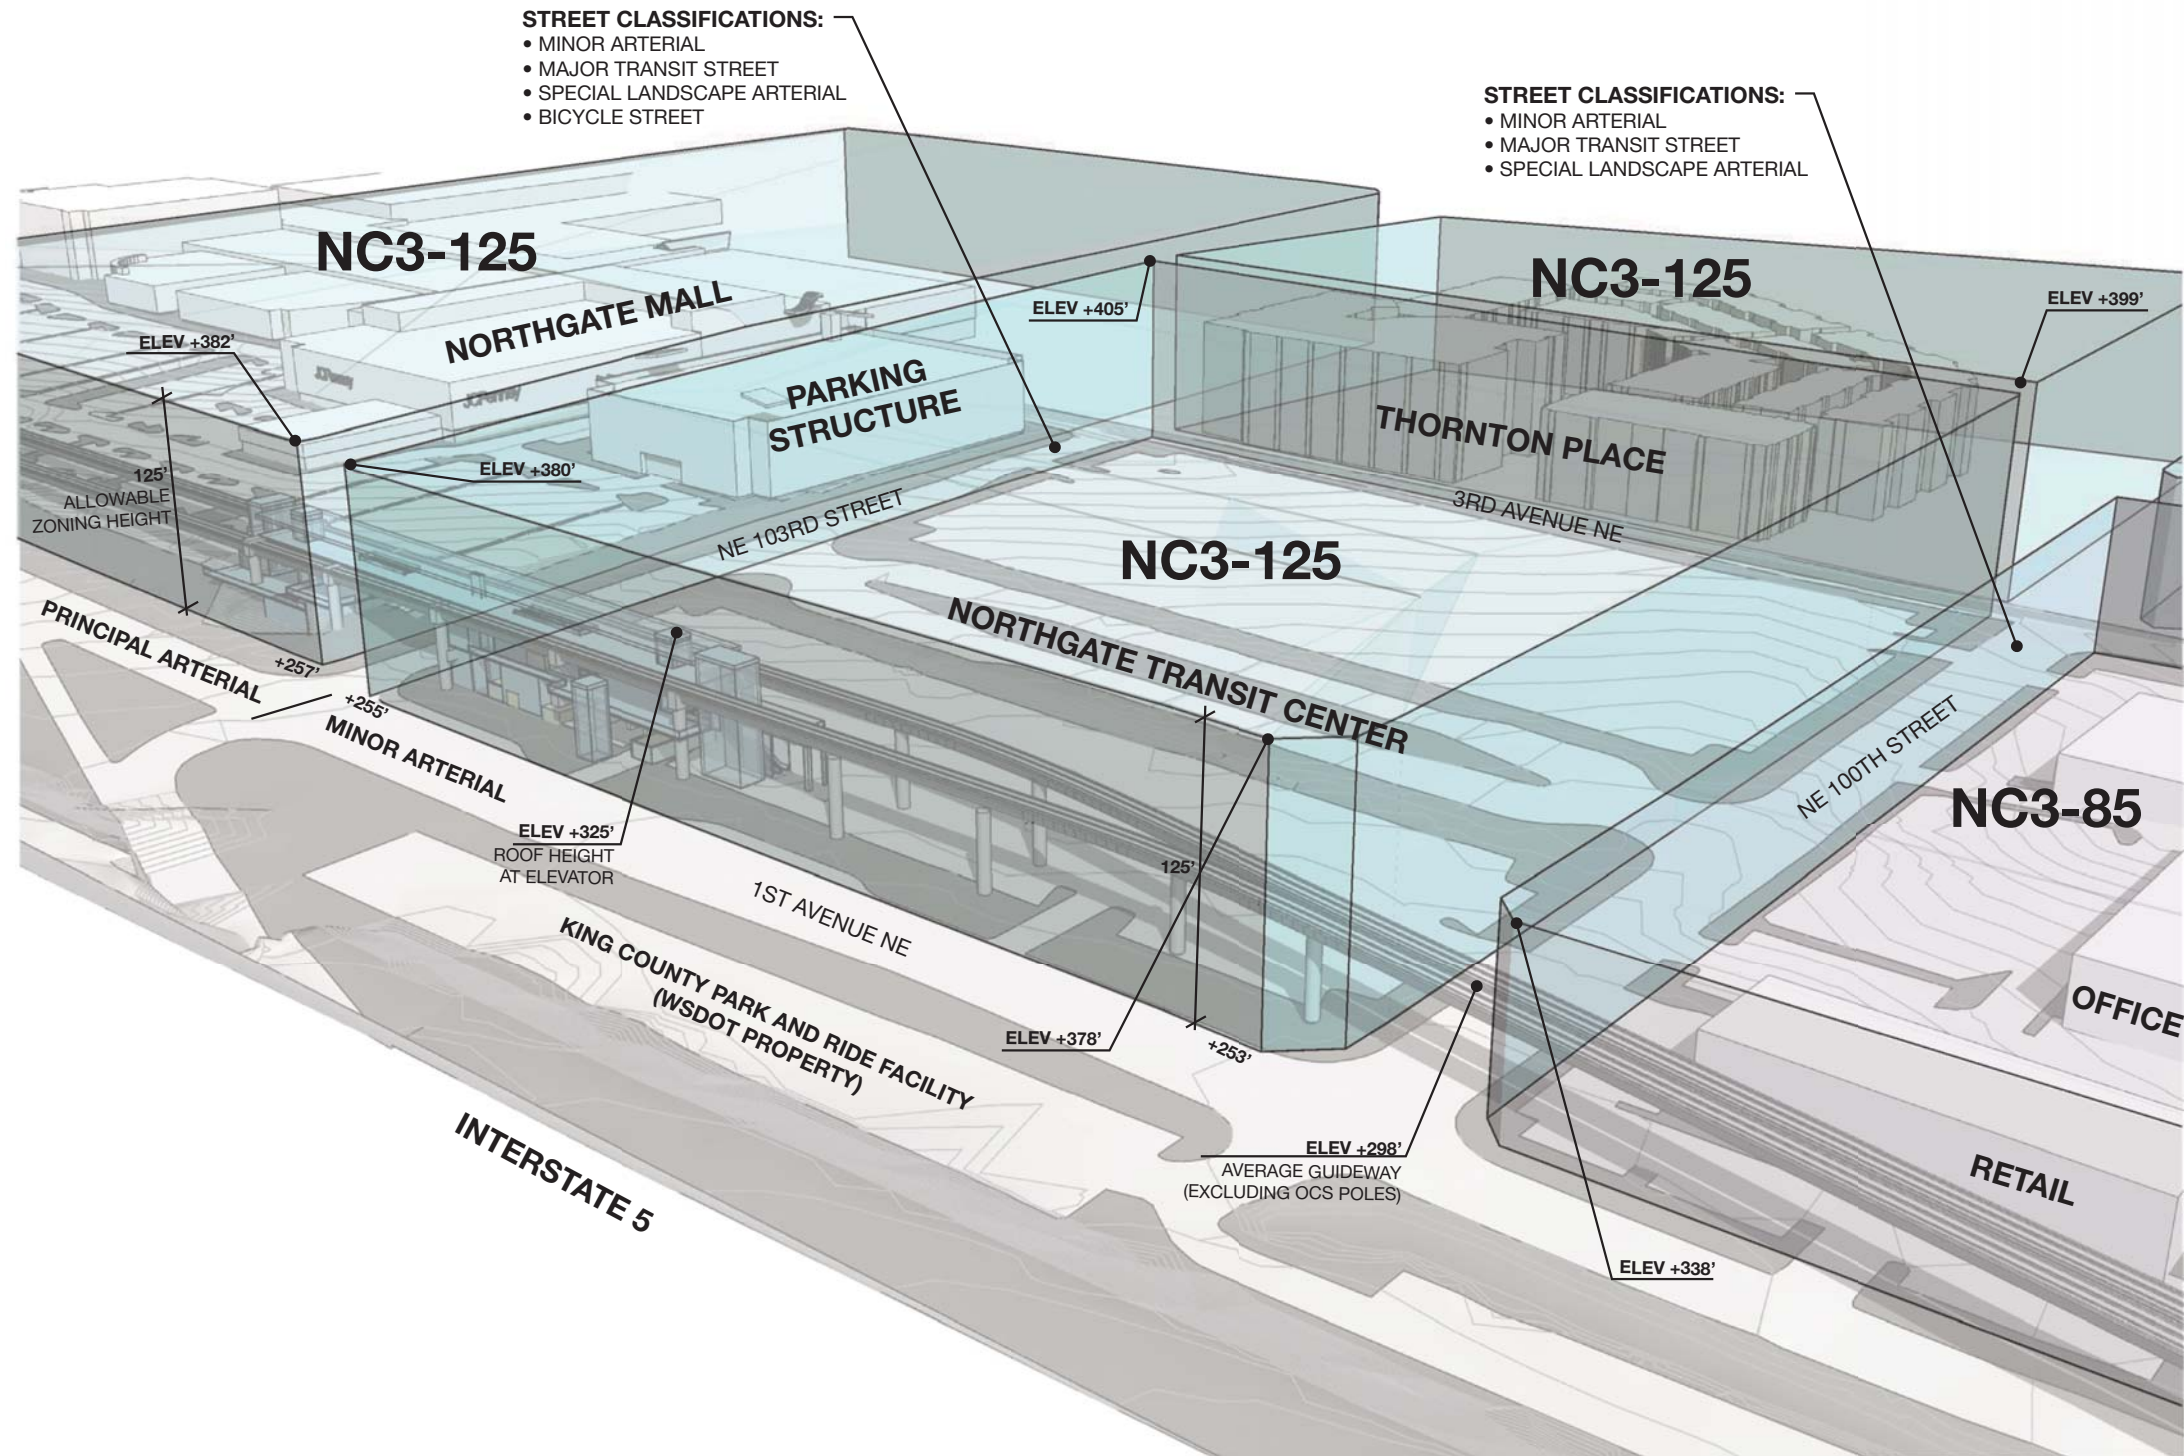 STREET CLASSIFICATIONS:
• MINOR ARTERIAL
• MAJOR TRANSIT STREET
• SPECIAL LANDSCAPE ARTERIAL
• BICYCLE STREET
STREET CLASSIFICATIONS:
• MINOR ARTERIAL
• MAJOR TRANSIT STREET
• SPECIAL LANDSCAPE ARTERIAL
NC3-125
NORTHGATE MALL
ELEV +382’
JCPenney
JCPenney
ELEV +405’
NC3-125
ELEV +399’
PARKING
STRUCTURE
THORNTON PLACE
ELEV +380’
125’
ALLOWABLE
ZONING HEIGHT
NE 103RD STREET
3RD AVENUE NE
NC3-125
NORTHGATE TRANSIT CENTER
PRINCIPAL ARTERIAL
+257’
+255’
MINOR ARTERIAL
NE 100TH STREET
NC3-85
ELEV +325’
ROOF HEIGHT
AT ELEVATOR
125’
1ST AVENUE NE
KING COUNTY PARK AND RIDE FACILITY
(WSDOT PROPERTY)
OFFICE
ELEV +378’
+253’
INTERSTATE 5
ELEV +298’
AVERAGE GUIDEWAY
(EXCLUDING OCS POLES)
RETAIL
ELEV +338’